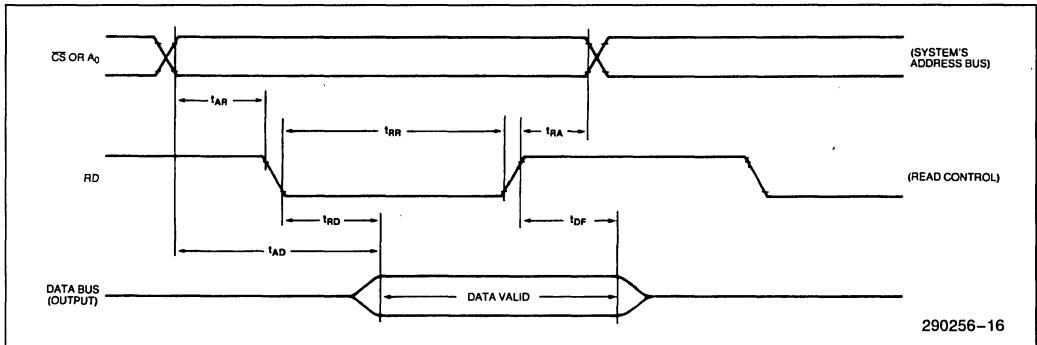 C̅S̅ OR A₀
(SYSTEM'S
ADDRESS BUS)
tAR
tRR
tRA
RD
(READ CONTROL)
tRD
tDF
tAD
DATA BUS
(OUTPUT)
DATA VALID
290256–16